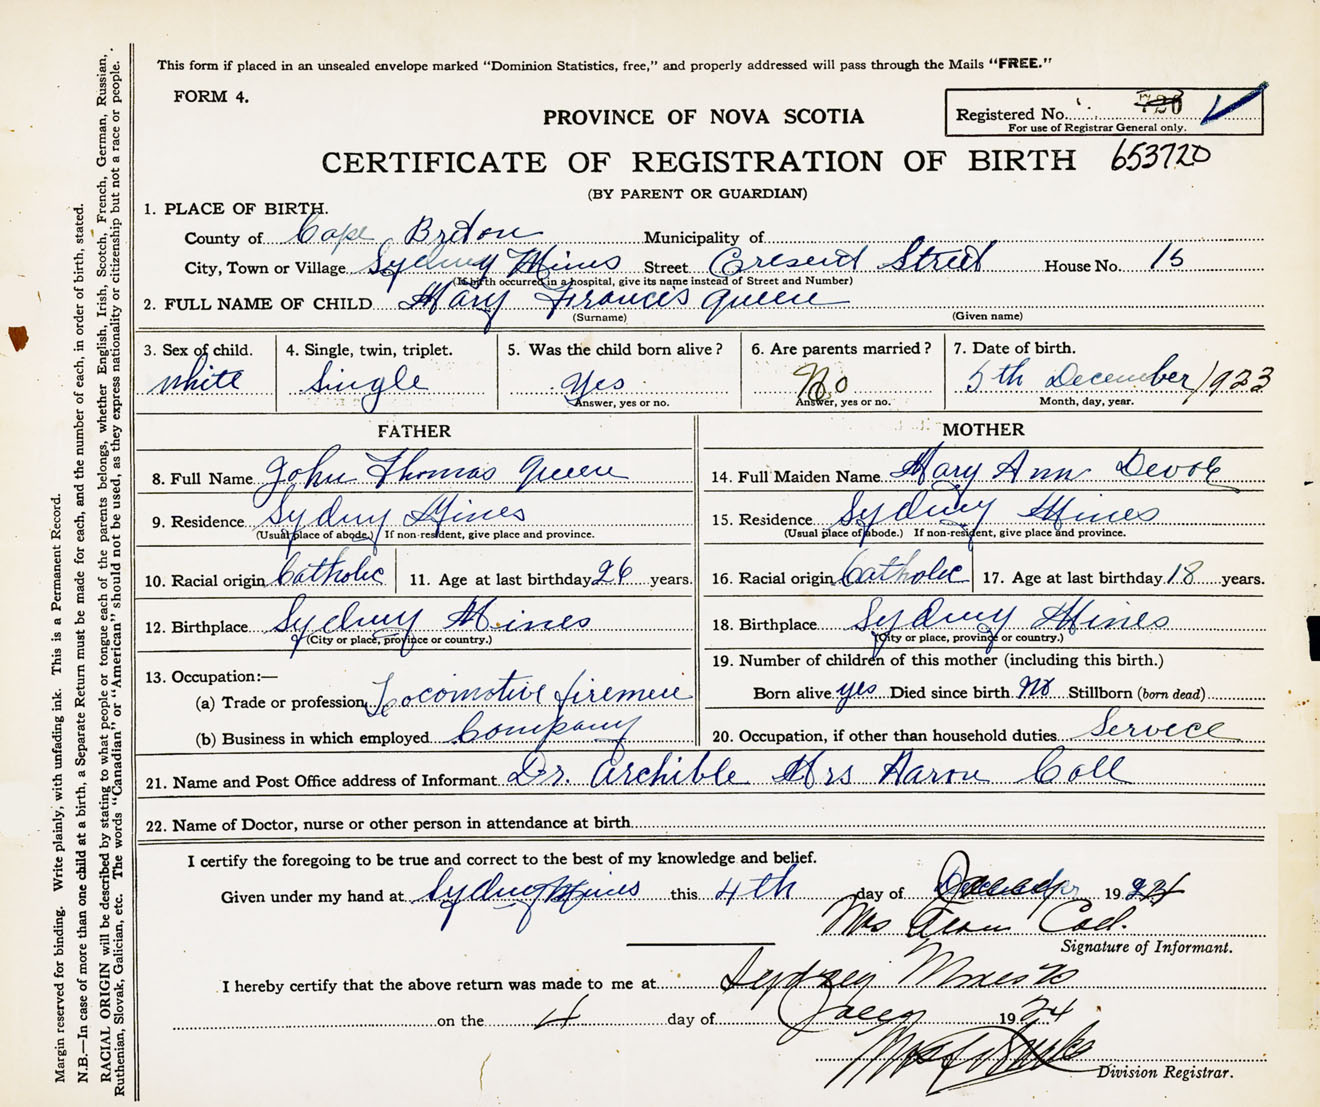 This form if placed in an unsealed envelope marked “Dominion Statistics, free,” and properly addressed will pass through the Mails “FREE.”
FORM 4.
Registered No. 720
For use of Registrar General only.
PROVINCE OF NOVA SCOTIA
CERTIFICATE OF REGISTRATION OF BIRTH 653720
(BY PARENT OR GUARDIAN)
1. PLACE OF BIRTH.
County of Cape Breton Municipality of
City, Town or Village Sydney Mines Street Cresent Street House No. 15
(If birth occurred in a hospital, give its name instead of Street and Number)
2. FULL NAME OF CHILD Mary Frances Queen
(Surname) (Given name)
3. Sex of child. 4. Single, twin, triplet. 5. Was the child born alive? 6. Are parents married? 7. Date of birth.
white Single Yes No 5th December 1923
Answer, yes or no. Answer, yes or no. Month, day, year.
FATHER MOTHER
8. Full Name John Thomas Queen 14. Full Maiden Name Mary Ann Devoe
9. Residence Sydney Mines 15. Residence Sydney Mines
(Usual place of abode.) If non-resident, give place and province. (Usual place of abode.) If non-resident, give place and province.
10. Racial origin Catholic 11. Age at last birthday 26 years. 16. Racial origin Catholic 17. Age at last birthday 18 years.
12. Birthplace Sydney Mines 18. Birthplace Sydney Mines
(City or place, province or country.) (City or place, province or country.)
13. Occupation:— 19. Number of children of this mother (including this birth.)
(a) Trade or profession Locomotive firemen Born alive yes Died since birth No Stillborn (born dead)
(b) Business in which employed Company 20. Occupation, if other than household duties Service
21. Name and Post Office address of Informant Dr. Archible Mrs Aaron Coll
22. Name of Doctor, nurse or other person in attendance at birth
I certify the foregoing to be true and correct to the best of my knowledge and belief.
Given under my hand at Sydney Mines this 4th day of 1924
Mrs Coll.
Signature of Informant.
I hereby certify that the above return was made to me at Sydney Mines
on the 4 day of Jany 1924
Division Registrar.
Margin reserved for binding. Write plainly, with unfading ink. This is a Permanent Record.
N.B.—In case of more than one child at a birth, a Separate Return must be made for each, and the number of each, in order of birth, stated.
RACIAL ORIGIN will be described by stating to what people or tongue each of the parents belongs, whether English, Irish, Scotch, French, German, Russian,
Ruthenian, Slovak, Galician, etc. The words “Canadian” or “American” should not be used, as they express nationality or citizenship but not a race or people.